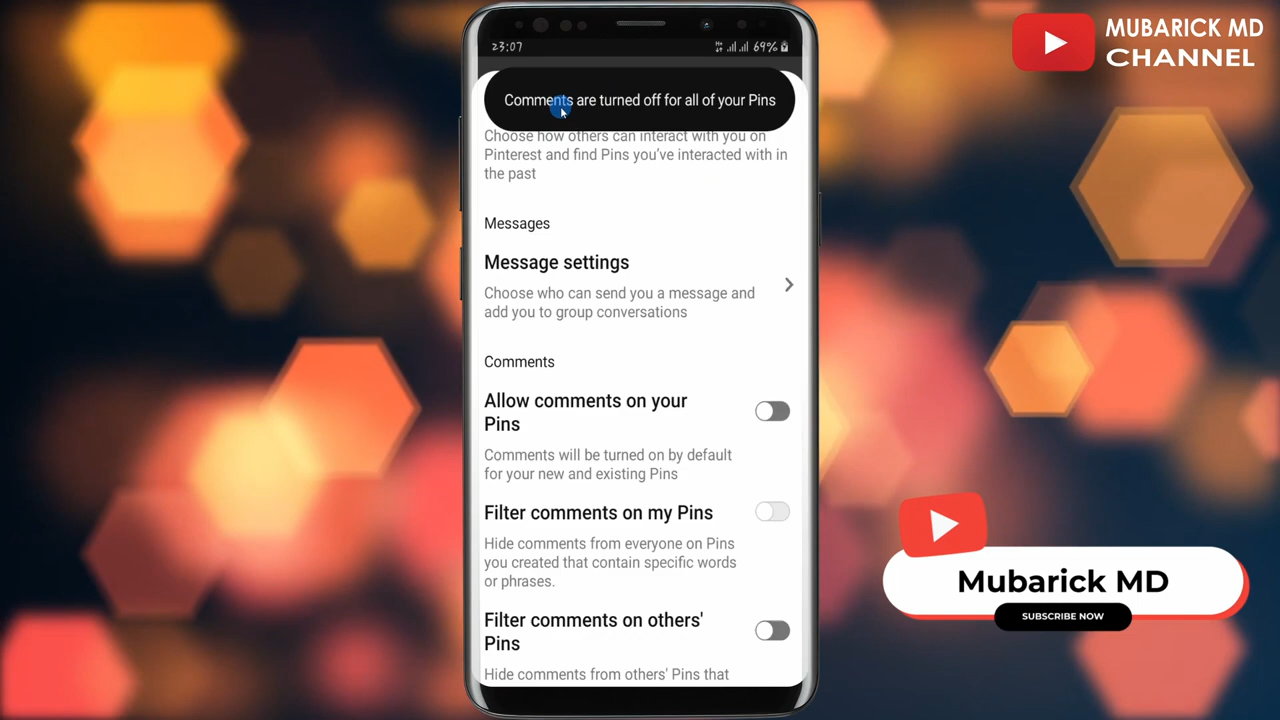 23:07
69%
Comments are turned off for all of your Pins
Choose how others can interact with you on
Pinterest and find Pins you've interacted with in
the past
Messages
Message settings
Choose who can send you a message and
add you to group conversations
Comments
Allow comments on your
Pins
Comments will be turned on by default
for your new and existing Pins
Filter comments on my Pins
Hide comments from everyone on Pins
you created that contain specific words
or phrases.
Filter comments on others'
Pins
Hide comments from others' Pins that
MUBARICK MD
CHANNEL
Mubarick MD
SUBSCRIBE NOW